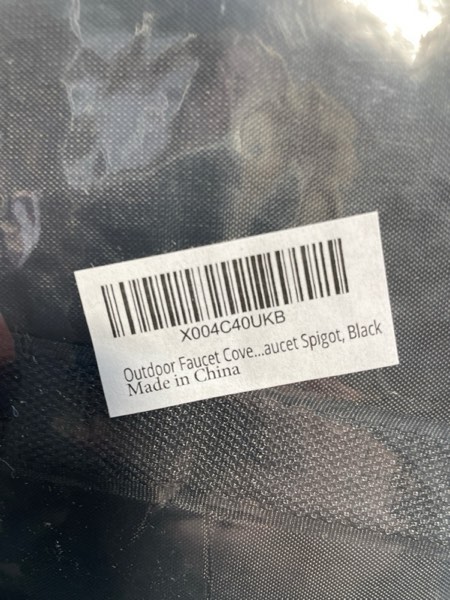 X004C40UKB
Outdoor Faucet Cove...aucet Spigot, Black
Made in China